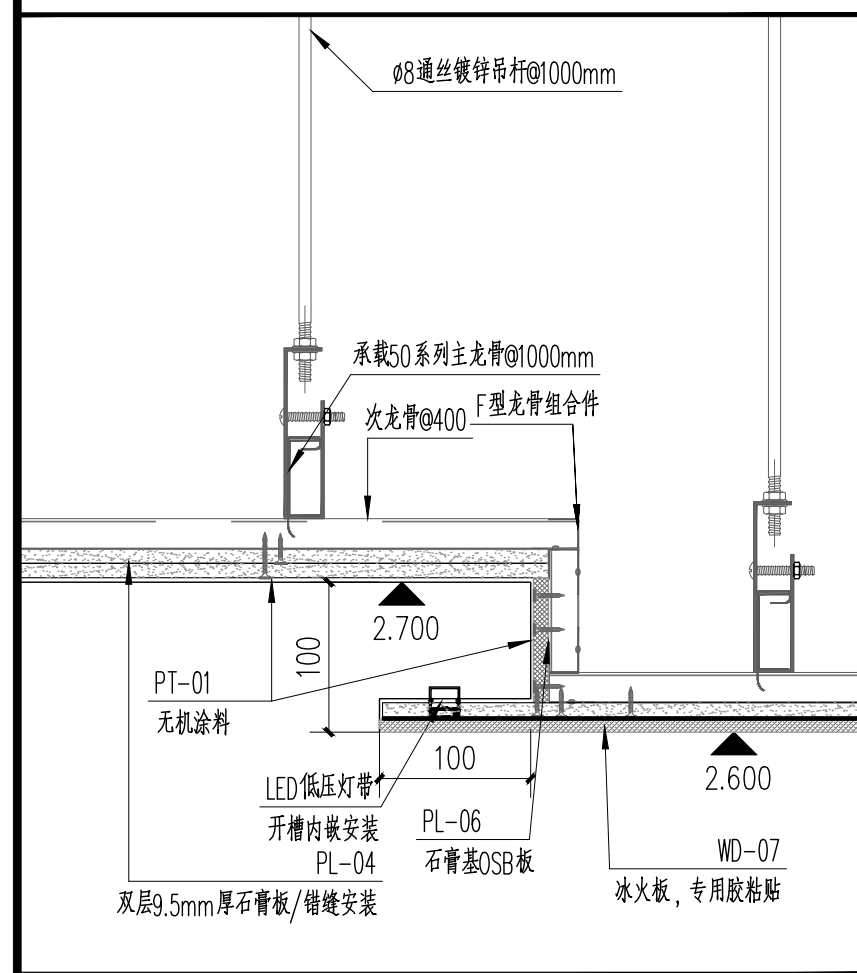 ø8通丝镀锌吊杆@1000mm
承载50系列主龙骨@1000mm
次龙骨@400
F型龙骨组合件
2.700
100
PT-01
无机涂料
100
2.600
LED低压灯带
开槽内嵌安装
PL-06
石膏基OSB板
PL-04
双层9.5mm厚石膏板/错缝安装
WD-07
冰火板，专用胶粘贴